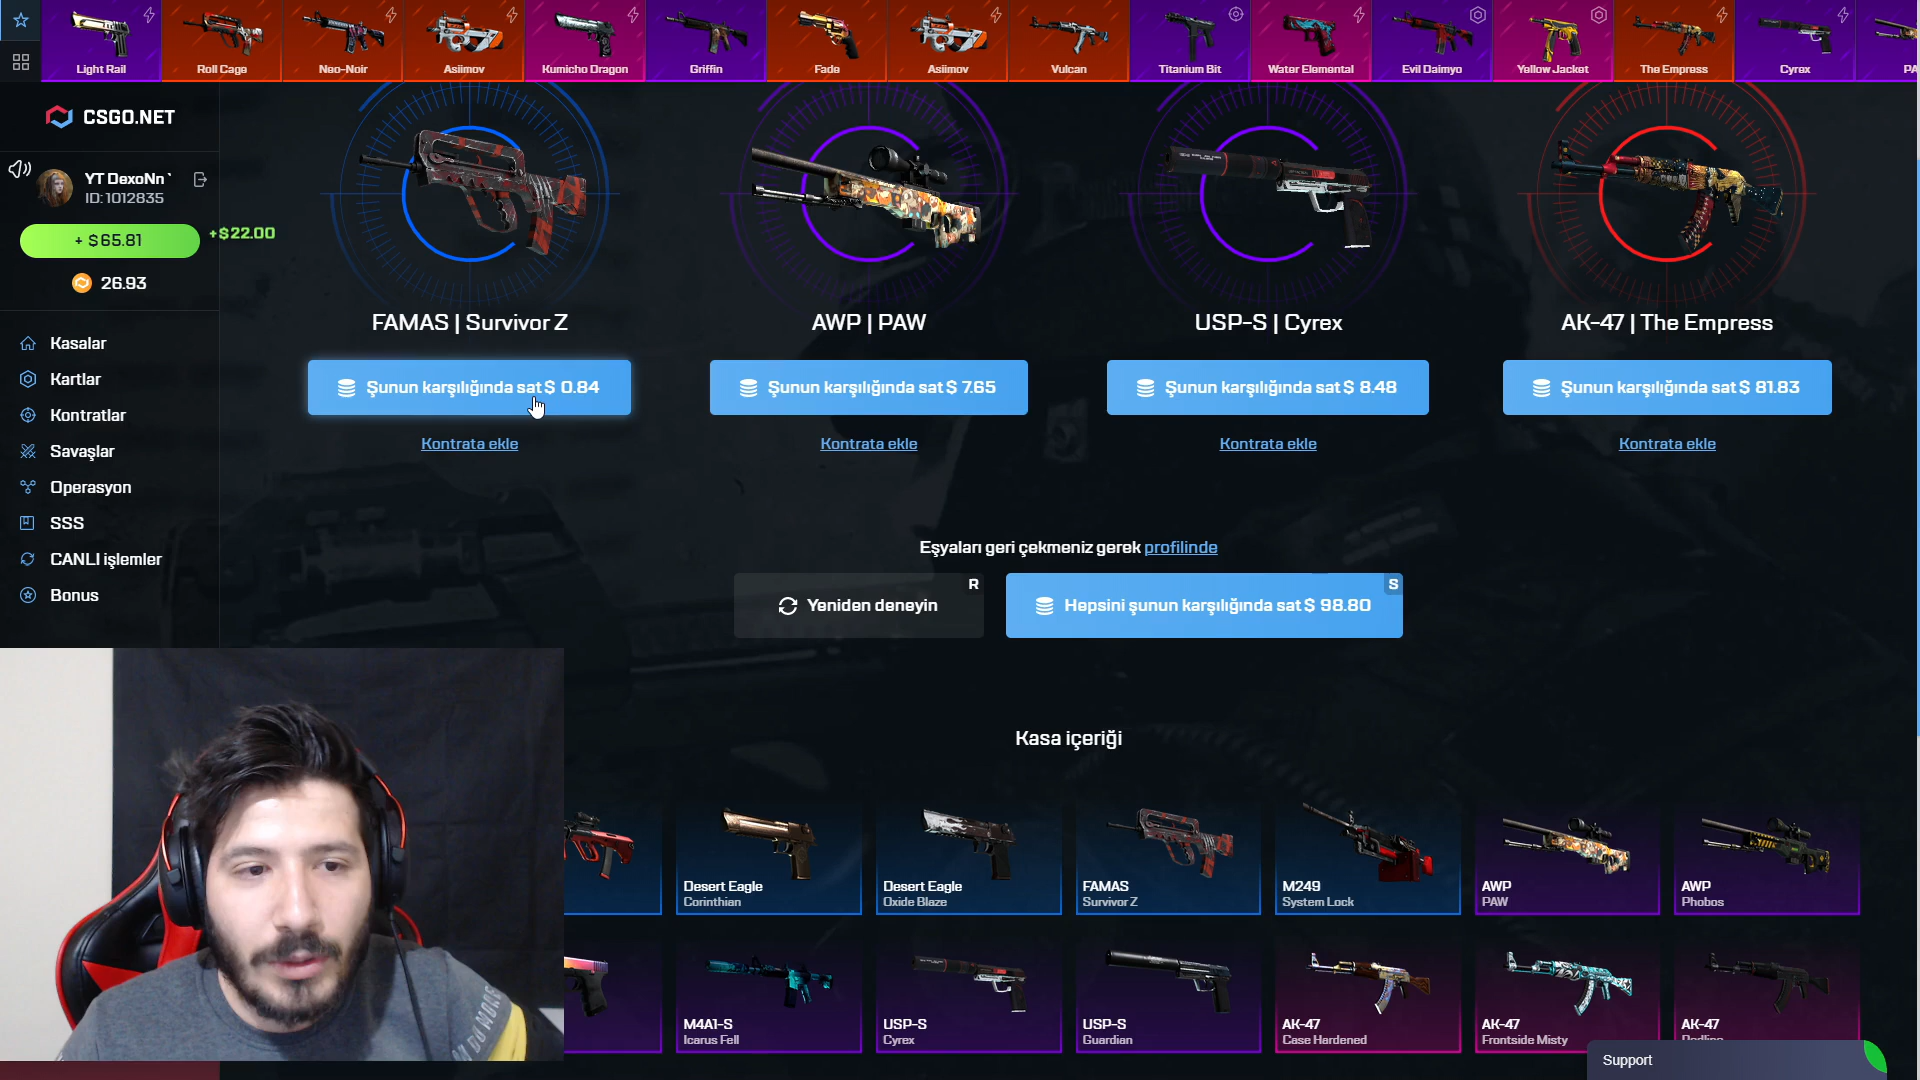 Light Rail
Roll Cage
Neo-Noir
Asiimov
Kumicho Dragon
Griffin
Fade
Asiimov
Vulcan
Titanium Bit
Water Elemental
Evil Daimyo
Yellow Jacket
The Empress
Cyrex
CSGO.NET
YT DexoNn`
ID: 1012835
+ $ 65.81
+$22.00
26.93
Kasalar
Kartlar
Kontratlar
Savaşlar
Operasyon
SSS
CANLI işlemler
Bonus
FAMAS | Survivor Z
AWP | PAW
USP-S | Cyrex
AK-47 | The Empress
Şunun karşılığında sat $ 0.84
Şunun karşılığında sat $ 7.65
Şunun karşılığında sat $ 8.48
Şunun karşılığında sat $ 81.83
Kontrata ekle
Kontrata ekle
Kontrata ekle
Kontrata ekle
Eşyaları geri çekmeniz gerek profilinde
Yeniden deneyin
R
Hepsini şunun karşılığında sat $ 98.80
S
Kasa içeriği
Desert Eagle
Corinthian
Desert Eagle
Oxide Blaze
FAMAS
Survivor Z
M249
System Lock
AWP
PAW
AWP
Phobos
M4A1-S
Icarus Fell
USP-S
Cyrex
USP-S
Guardian
AK-47
Case Hardened
AK-47
Frontside Misty
AK-47
Support